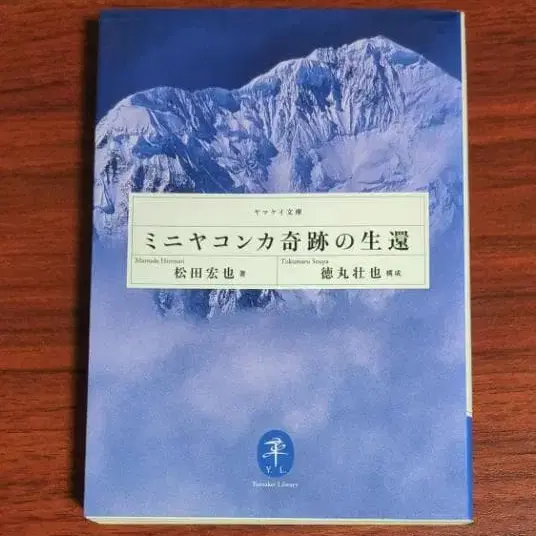 ヤマケイ文庫
ミニヤコンカ奇跡の生還
Matsuda Hironari
松田宏也 著
Tokumaru Souya
徳丸壮也 構成
Y. L.
Yamakei Library